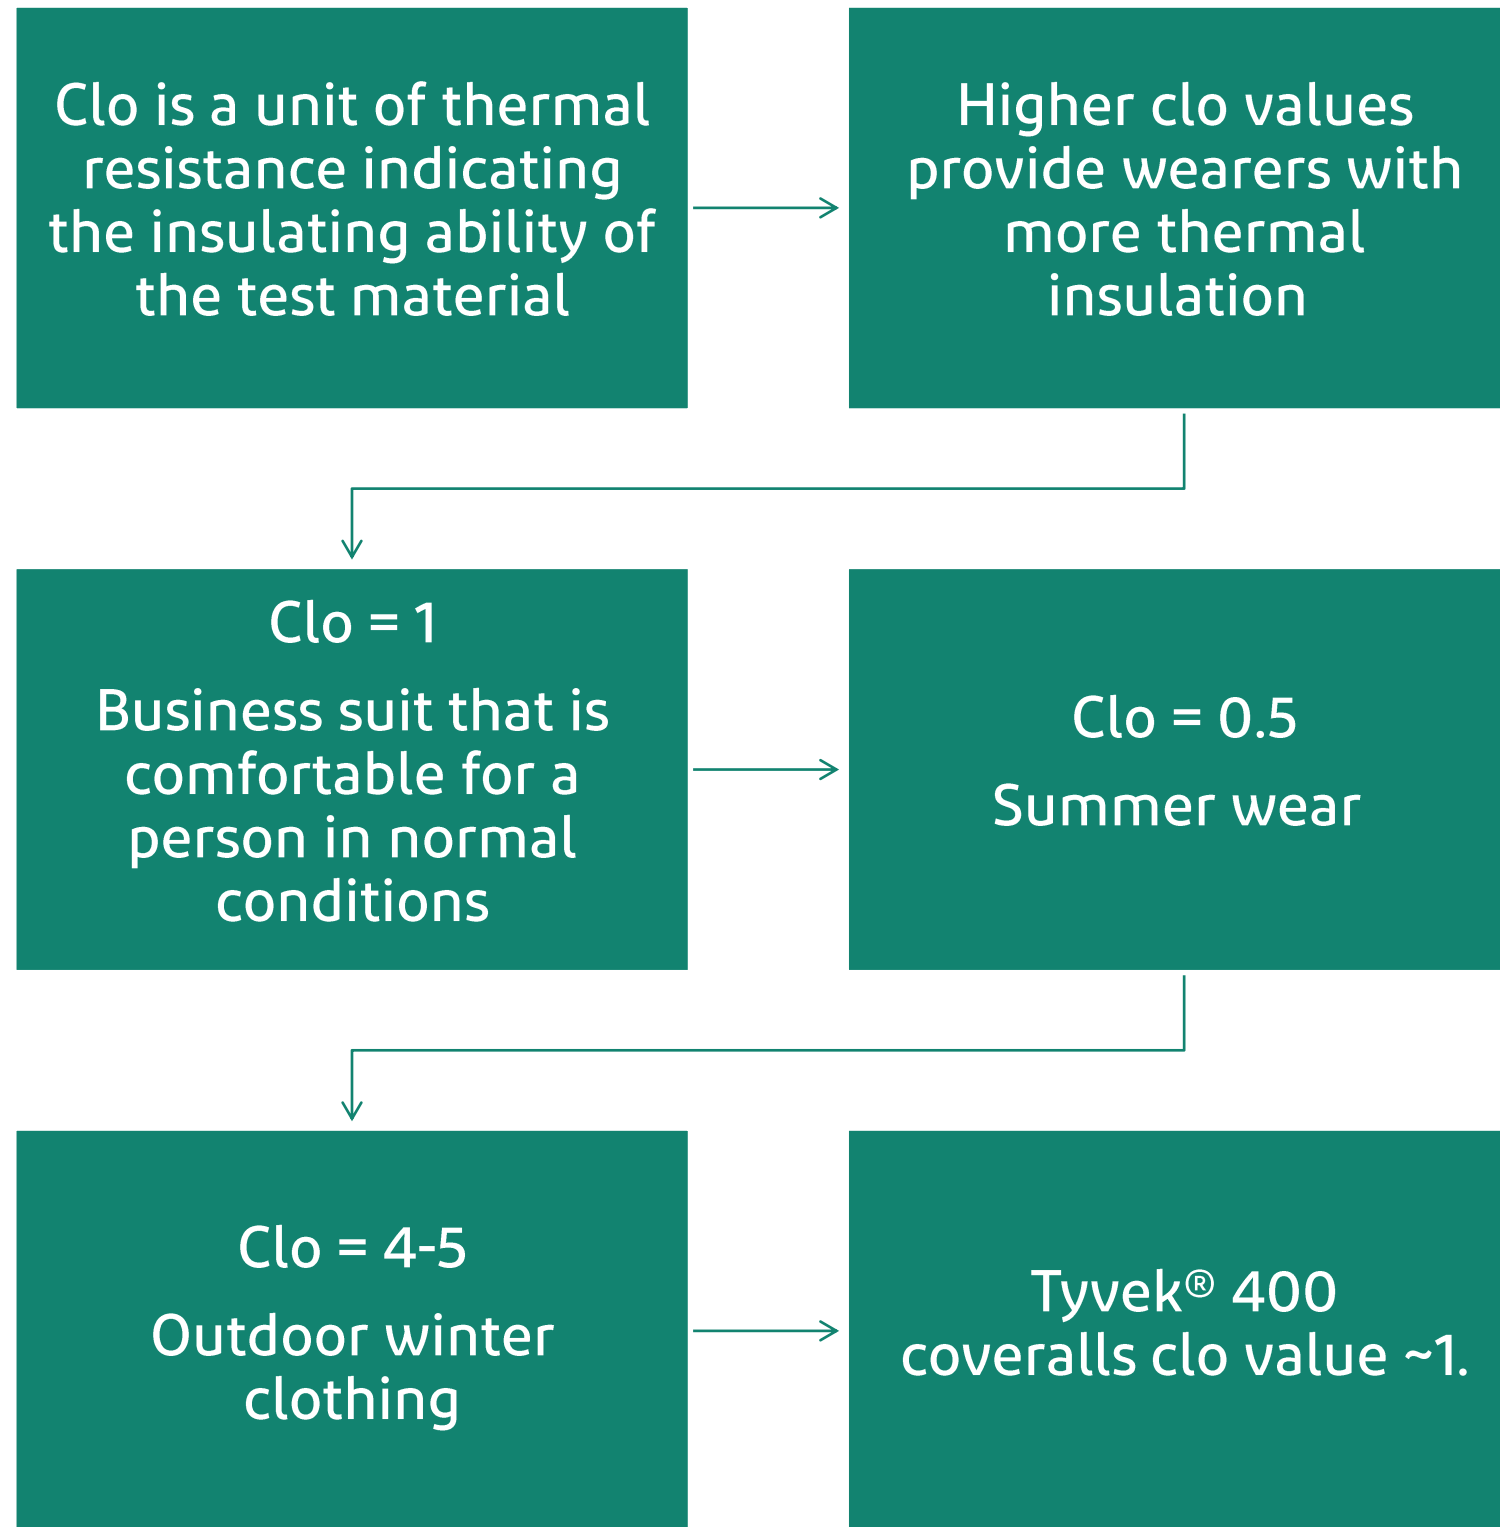 Clo is a unit of thermal
resistance indicating
the insulating ability of
the test material
Higher clo values
provide wearers with
more thermal
insulation
Clo = 1
Business suit that is
comfortable for a
person in normal
conditions
Clo = 0.5
Summer wear
Clo = 4-5
Outdoor winter
clothing
Tyvek® 400
coveralls clo value ~1.